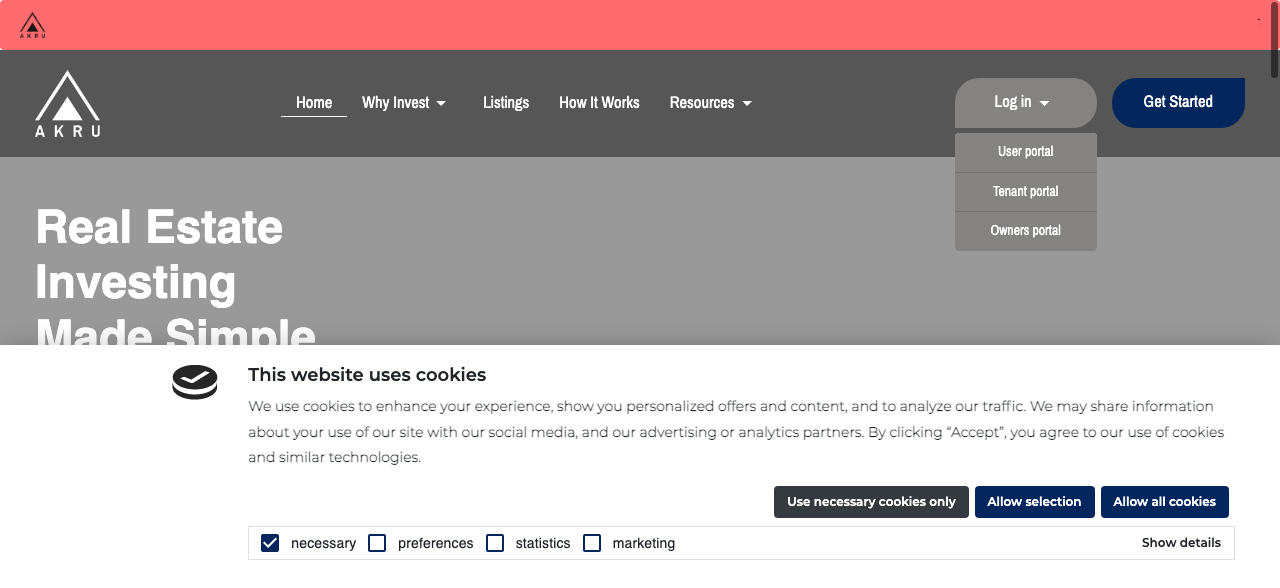 AKRU
AKRU
Home
Why Invest
Listings
How It Works
Resources
Log in
Get Started
User portal
Tenant portal
Owners portal
Real Estate
Investing
Made Simple
This website uses cookies
We use cookies to enhance your experience, show you personalized offers and content, and to analyze our traffic. We may share information
about your use of our site with our social media, and our advertising or analytics partners. By clicking “Accept”, you agree to our use of cookies
and similar technologies.
Use necessary cookies only
Allow selection
Allow all cookies
necessary
preferences
statistics
marketing
Show details